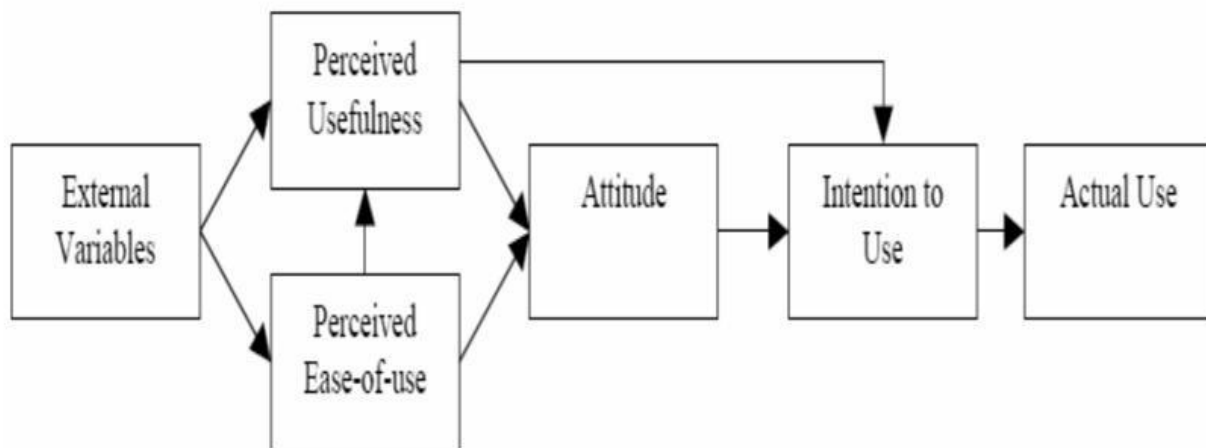 Perceived
Usefulness
External
Variables
Perceived
Ease-of-use
Attitude
Intention to
Use
Actual Use